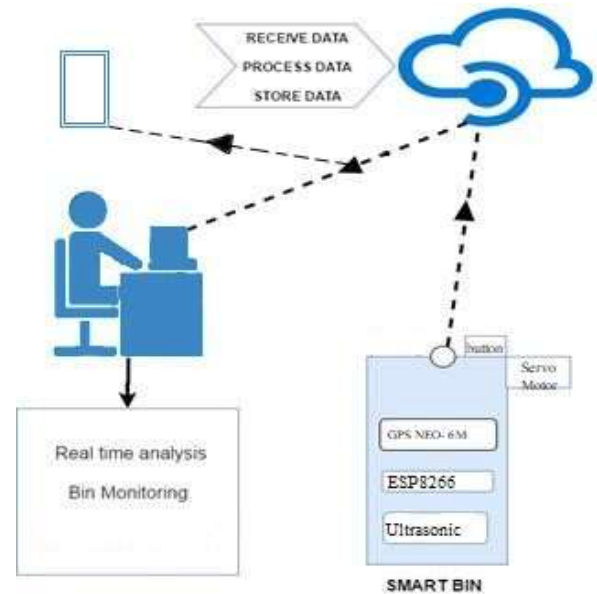 RECEIVE DATA
PROCESS DATA
STORE DATA
button
Servo
Motor
GPS NEO-6M
ESP8266
Ultrasonic
SMART BIN
Real time analysis
Bin Monitoring